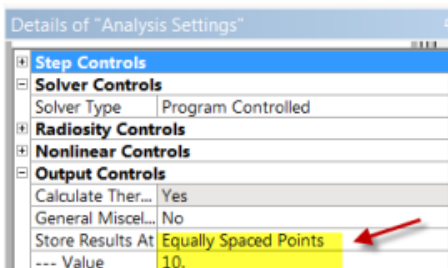 Details of "Analysis Settings"
Step Controls
Solver Controls
Solver Type Program Controlled
Radiosity Controls
Nonlinear Controls
Output Controls
Calculate Ther... Yes
General Miscel... No
Store Results At Equally Spaced Points
--- Value 10.